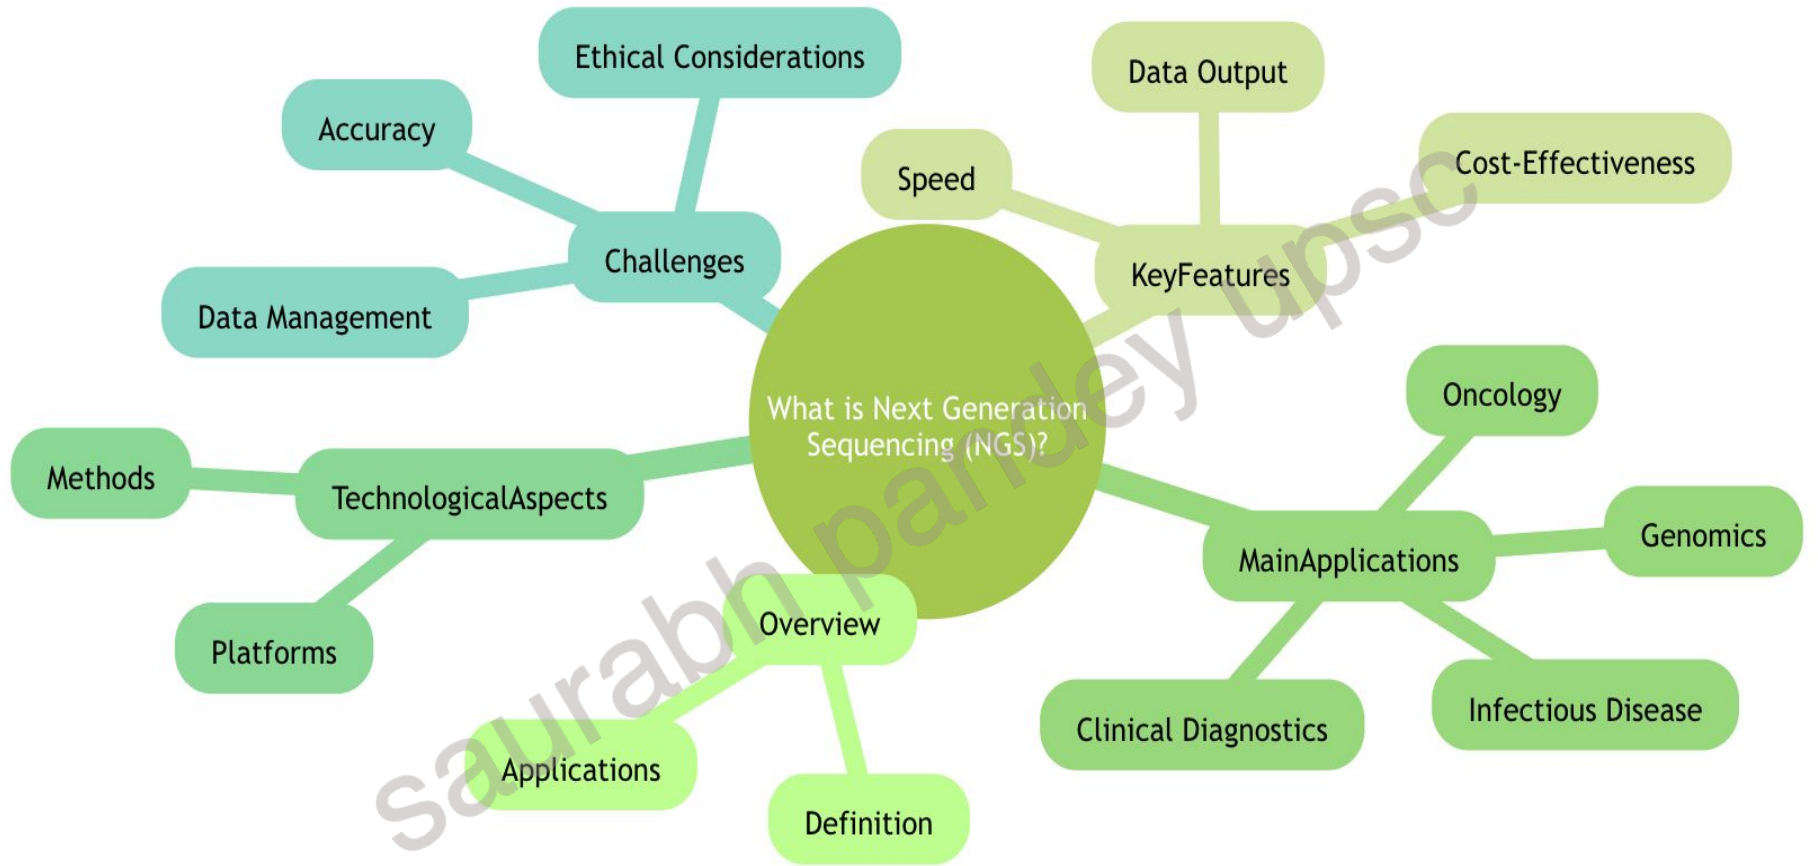 Ethical Considerations
Data Output
Accuracy
Cost-Effectiveness
Speed
Challenges
KeyFeatures
Data Management
What is Next Generation
Sequencing (NGS)?
Oncology
Methods
TechnologicalAspects
Genomics
MainApplications
Overview
Platforms
Infectious Disease
Clinical Diagnostics
Applications
Definition
saurabh pandey upsc